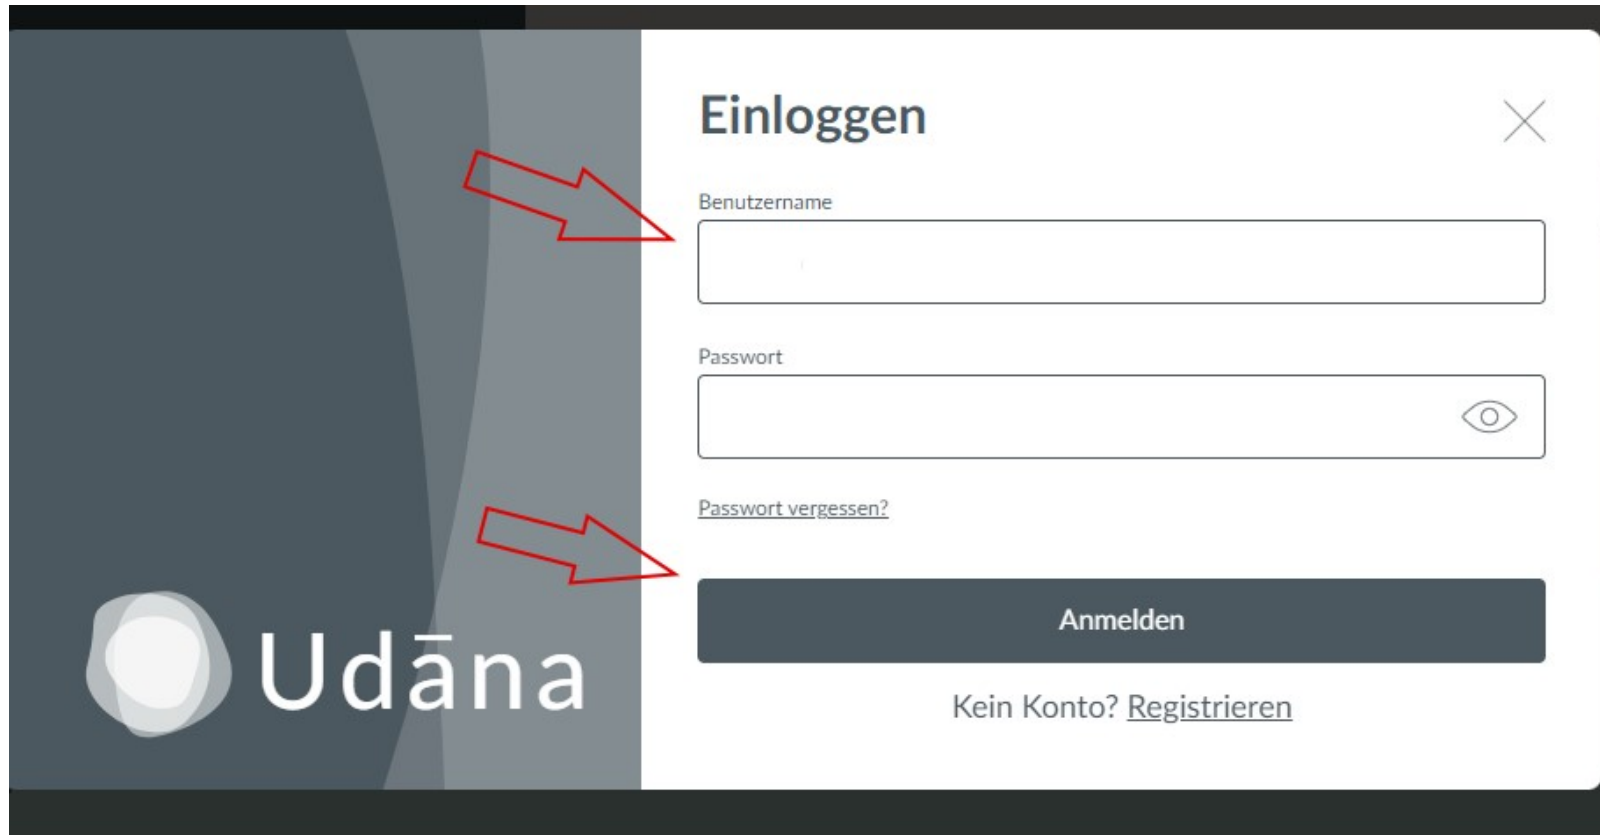 Einloggen
Benutzername
Passwort
Passwort vergessen?
Anmelden
Kein Konto? Registrieren
Udāna